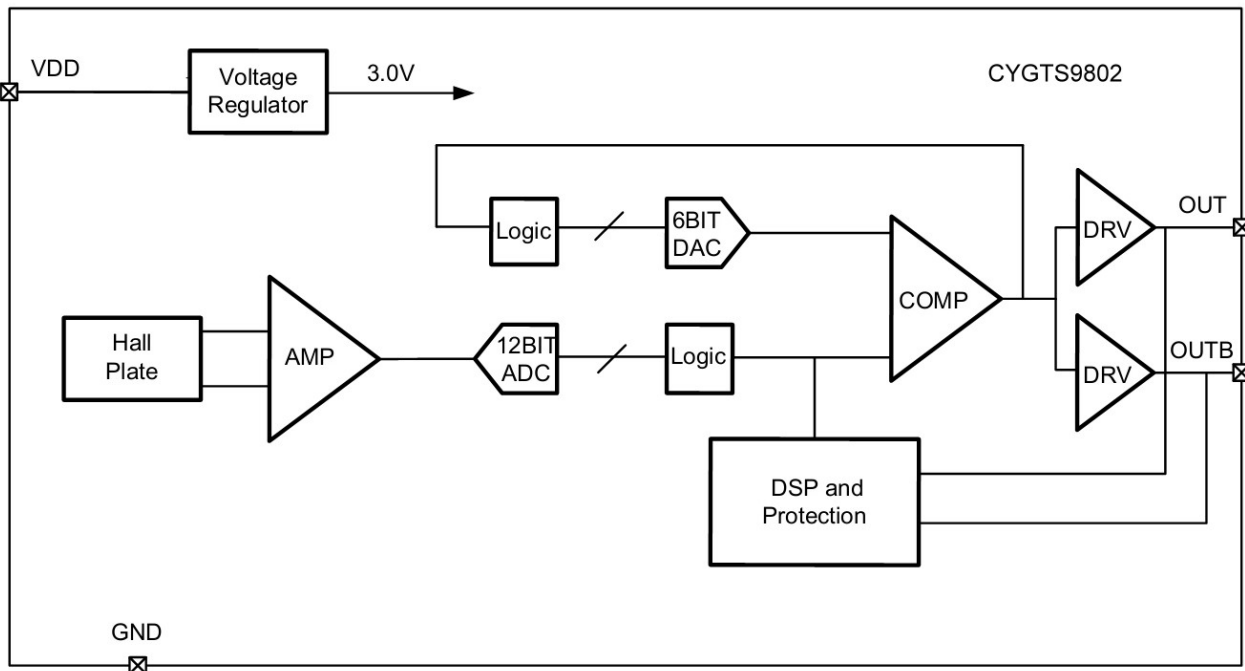 VDD
Voltage
Regulator
3.0V
CYGTS9802
Logic
6BIT
DAC
OUT
DRV
COMP
Hall
Plate
AMP
12BIT
ADC
Logic
OUTB
DRV
DSP and
Protection
GND